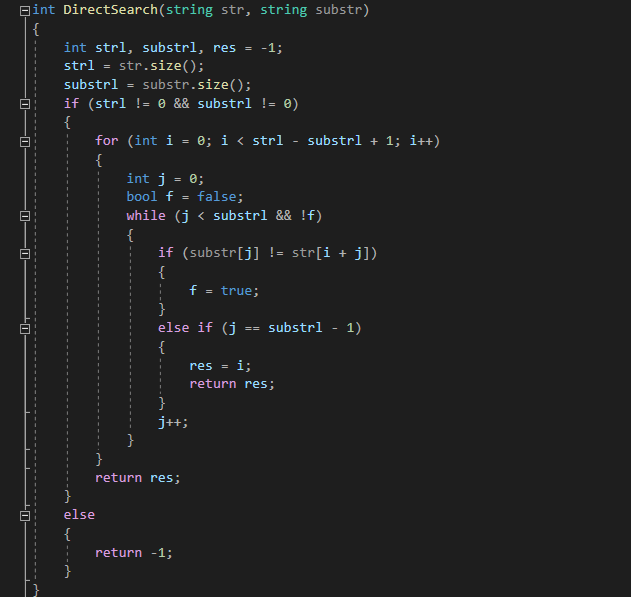 int DirectSearch(string str, string substr)
{
    int strl, substrl, res = -1;
    strl = str.size();
    substrl = substr.size();
    if (strl != 0 && substrl != 0)
    {
        for (int i = 0; i < strl - substrl + 1; i++)
        {
            int j = 0;
            bool f = false;
            while (j < substrl && !f)
            {
                if (substr[j] != str[i + j])
                {
                    f = true;
                }
                else if (j == substrl - 1)
                {
                    res = i;
                    return res;
                }
                j++;
            }
        }
        return res;
    }
    else
    {
        return -1;
    }
}